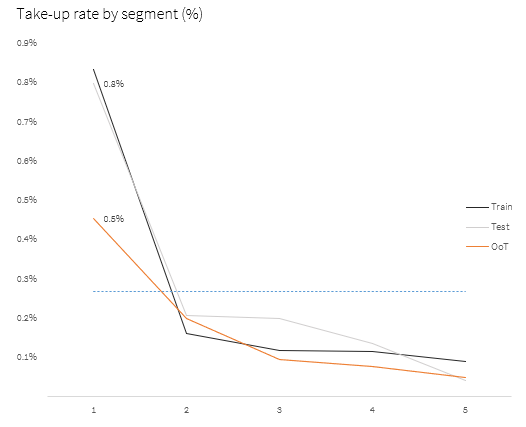 Take-up rate by segment (%)
0.9%
0.8%
0.8%
0.7%
0.6%
0.5%
0.5%
0.4%
0.3%
0.2%
0.1%
Train
Test
OoT
1 2 3 4 5